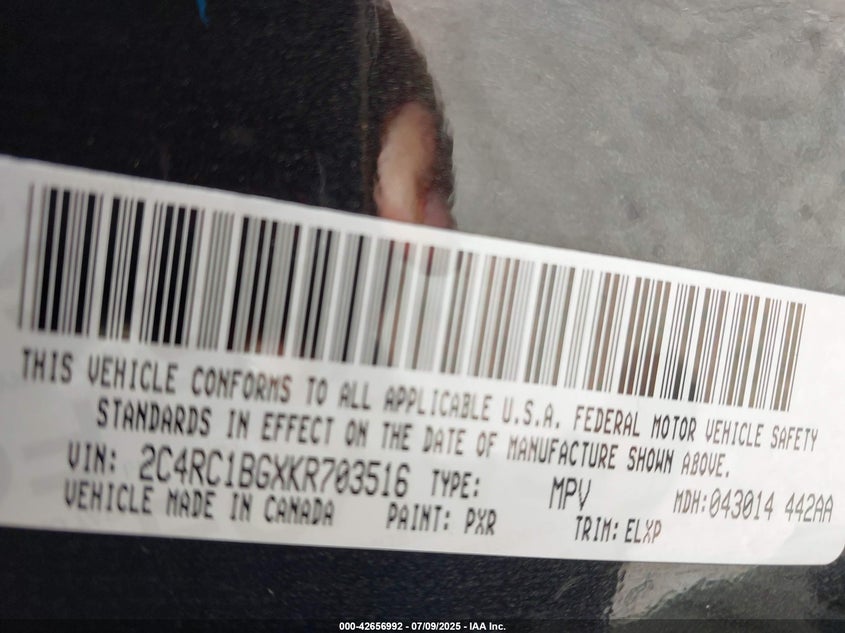 THIS VEHICLE CONFORMS TO ALL APPLICABLE U.S.A. FEDERAL MOTOR VEHICLE SAFETY
STANDARDS IN EFFECT ON THE DATE OF MANUFACTURE SHOWN ABOVE.
VIN: 2C4RC1BGXKR703516 TYPE: MPV MDH:043014 442AA
VEHICLE MADE IN CANADA PAINT: PXR TRIM: ELXP
000-42656992 - 07/09/2025 - IAA Inc.